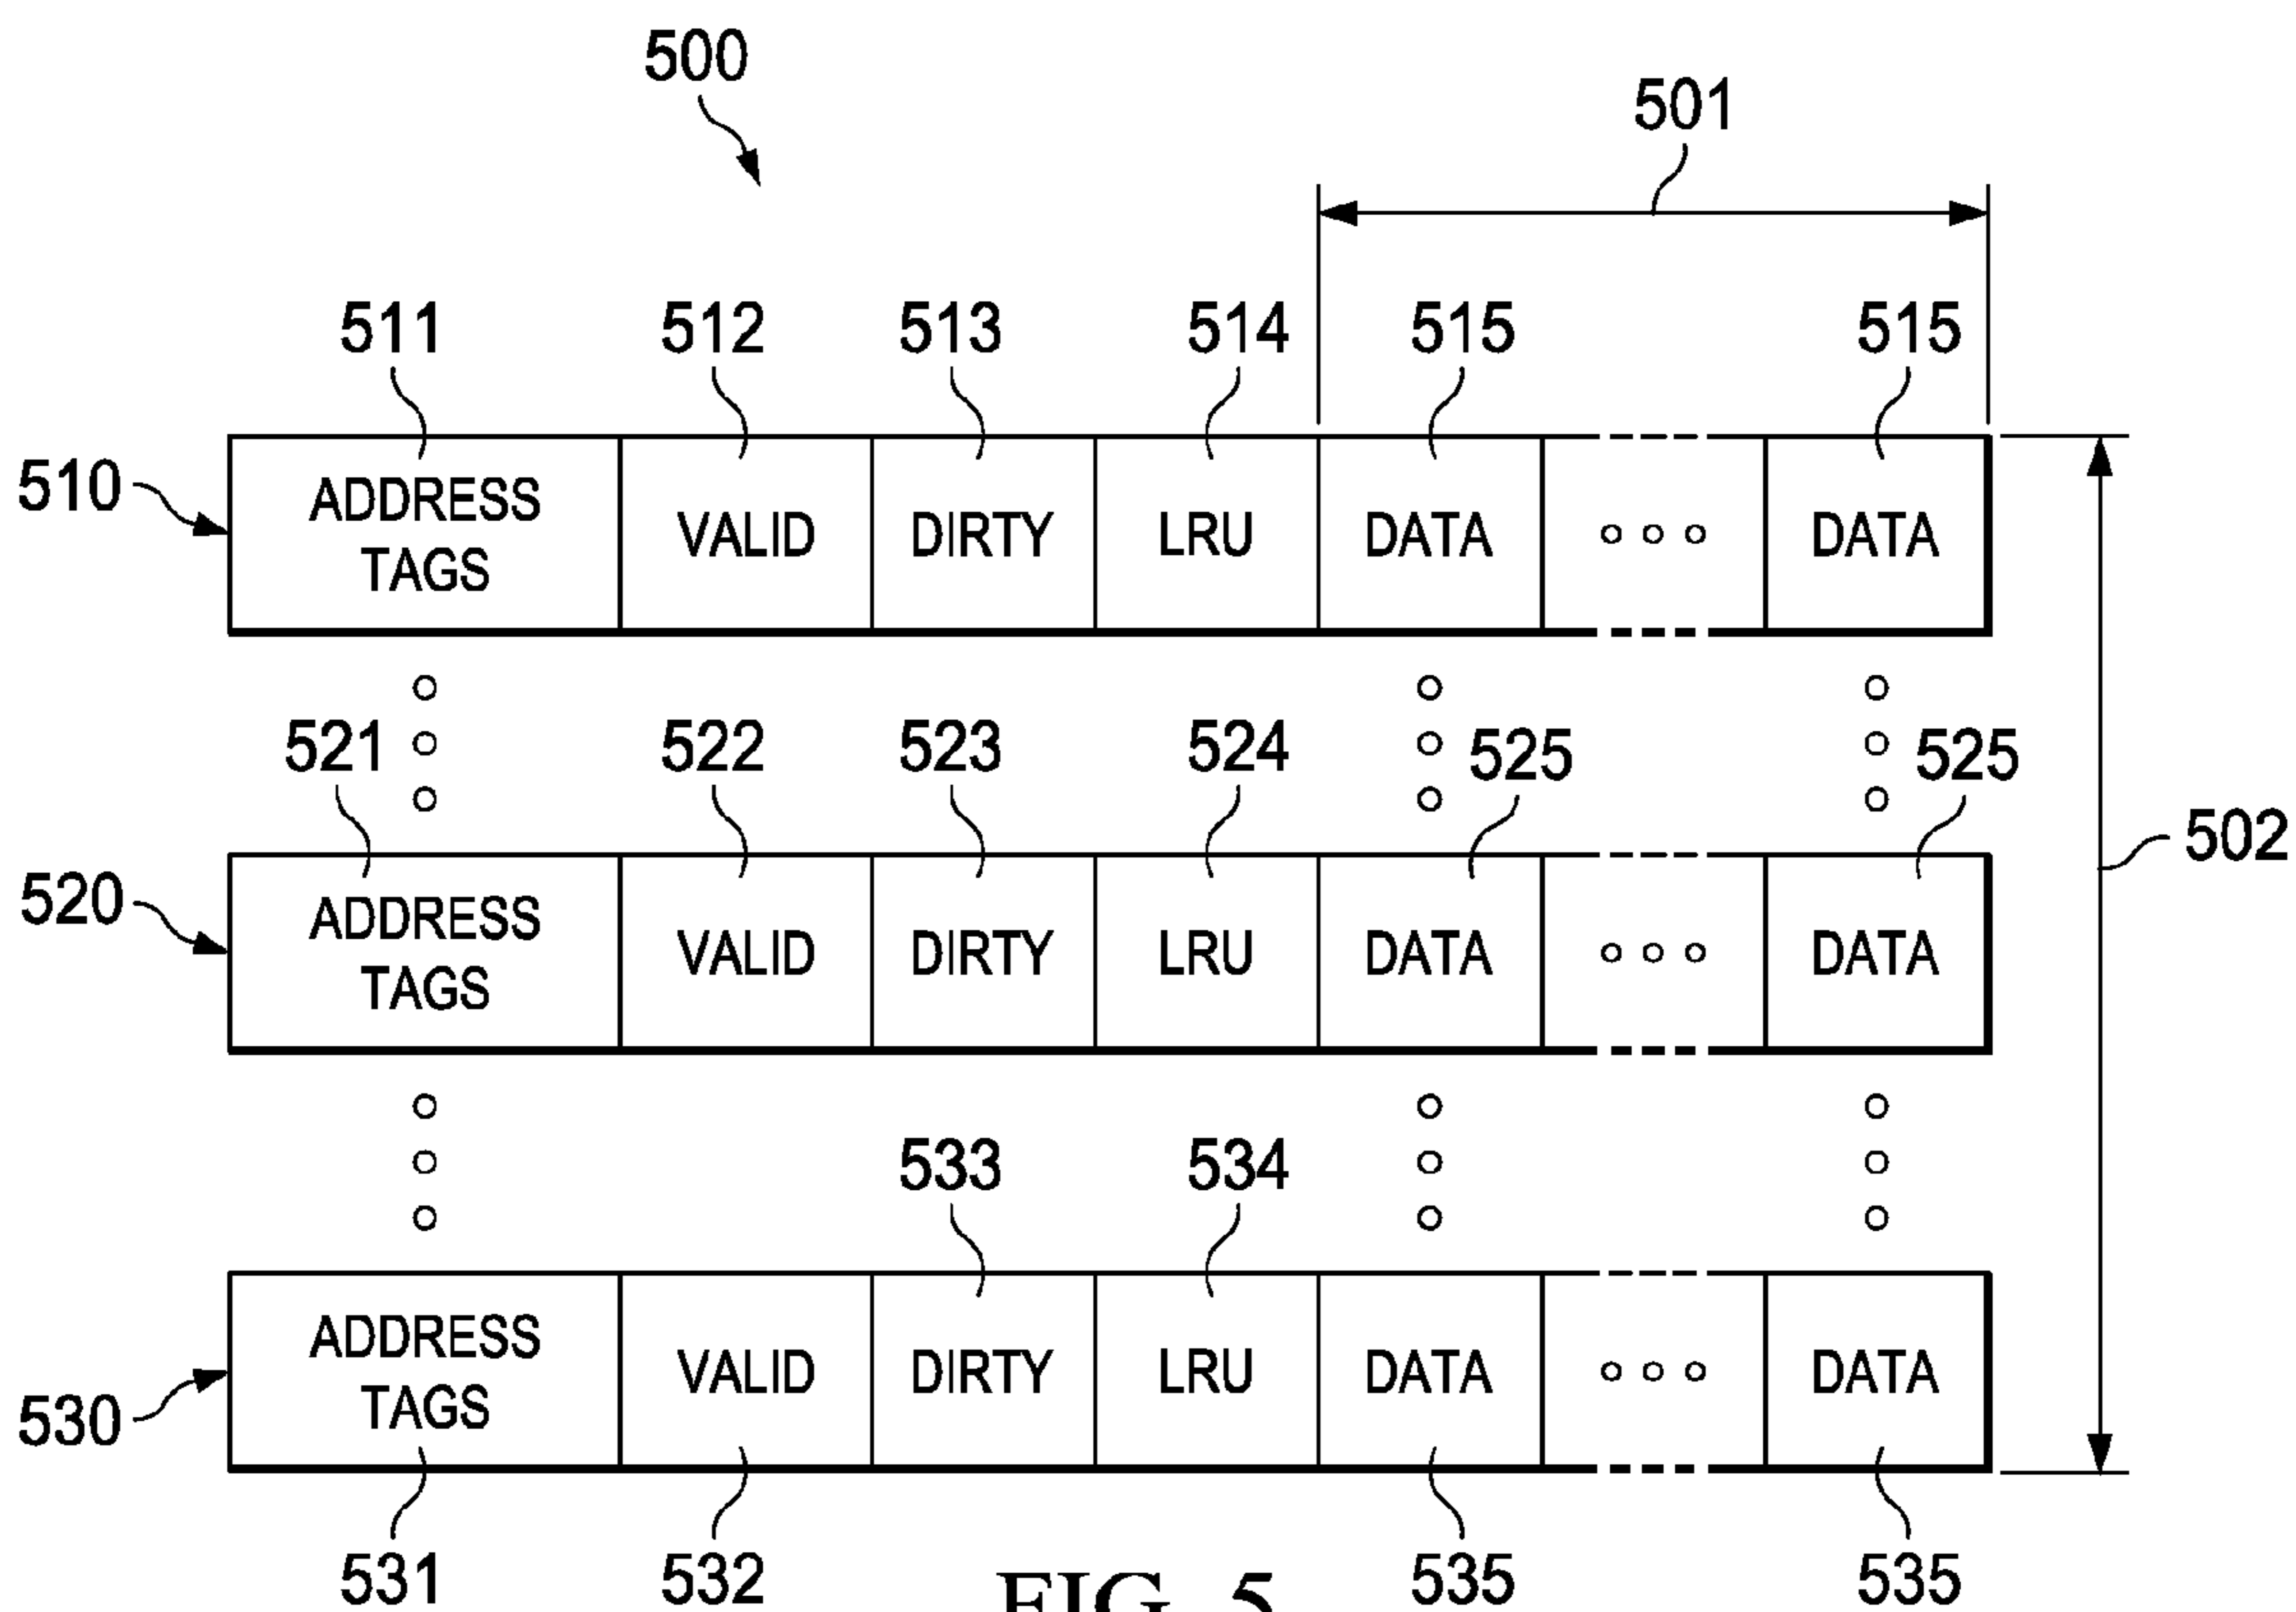 500
501
511 512 513 514 515 515
510
ADDRESS TAGS VALID DIRTY LRU DATA DATA
521 522 523 524 525 525
502
520
ADDRESS TAGS VALID DIRTY LRU DATA DATA
533 534
530
ADDRESS TAGS VALID DIRTY LRU DATA DATA
531 532 535 535
FIG. 5